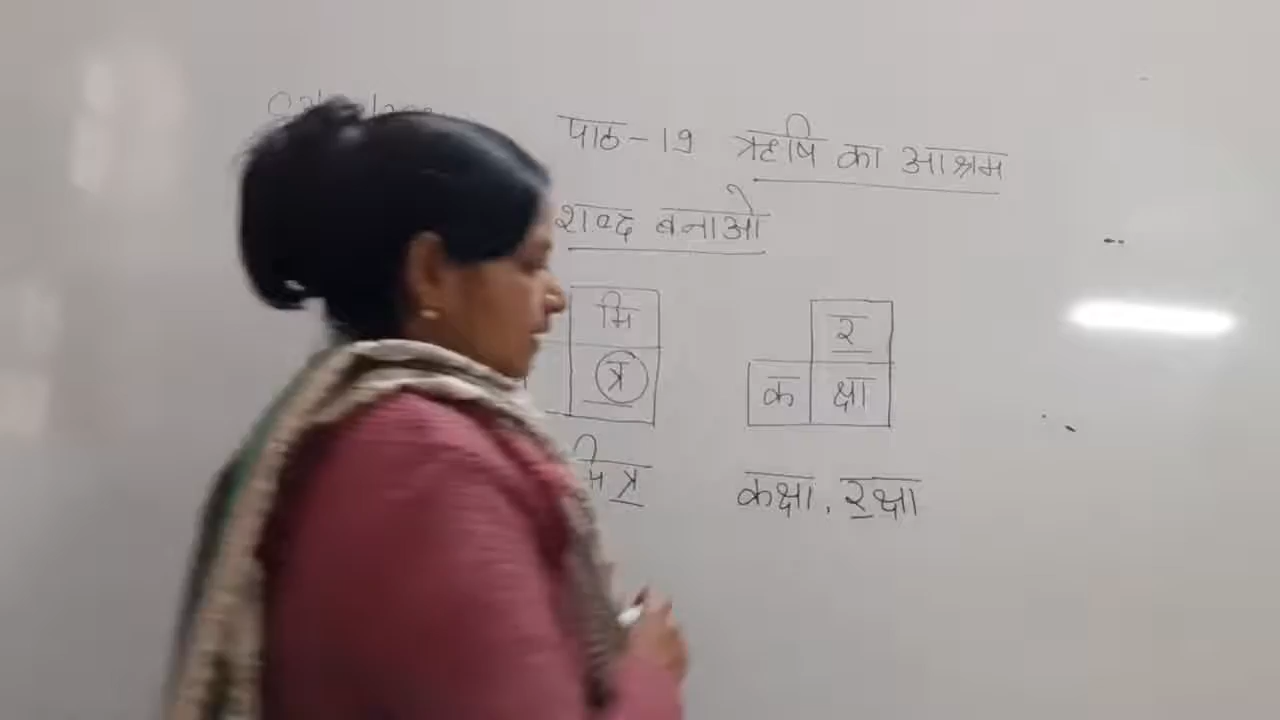 पाठ-19 ऋषि का आश्रम
शब्द बनाओ
मि
त्र
र
क क्षा
मित्र
कक्षा, रक्षा